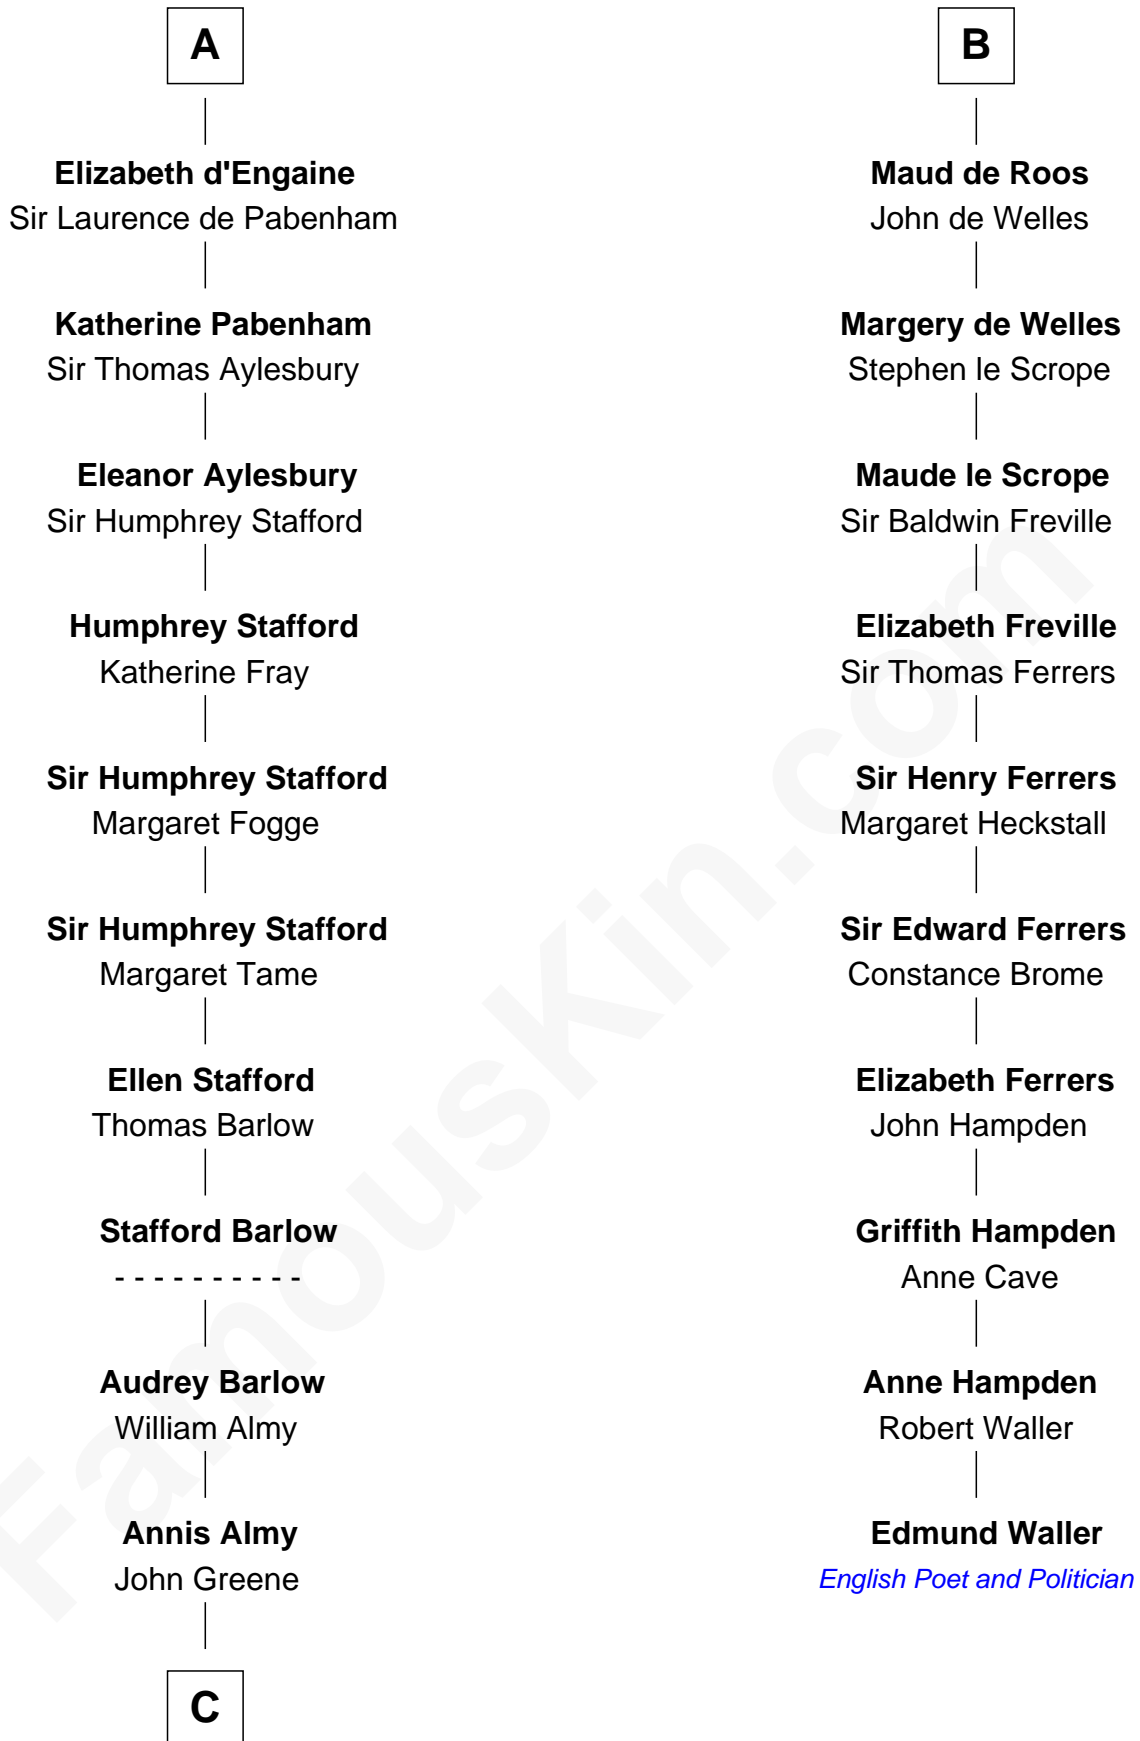 A
Elizabeth d'Engaine
Sir Laurence de Pabenham
Katherine Pabenham
Sir Thomas Aylesbury
Eleanor Aylesbury
Sir Humphrey Stafford
Humphrey Stafford
Katherine Fray
Sir Humphrey Stafford
Margaret Fogge
Sir Humphrey Stafford
Margaret Tame
Ellen Stafford
Thomas Barlow
Stafford Barlow
- - - - - - - - - -
Audrey Barlow
William Almy
Annis Almy
John Greene
C
B
Maud de Roos
John de Welles
Margery de Welles
Stephen le Scrope
Maude le Scrope
Sir Baldwin Freville
Elizabeth Freville
Sir Thomas Ferrers
Sir Henry Ferrers
Margaret Heckstall
Sir Edward Ferrers
Constance Brome
Elizabeth Ferrers
John Hampden
Griffith Hampden
Anne Cave
Anne Hampden
Robert Waller
Edmund Waller
English Poet and Politician
FamousKin.com